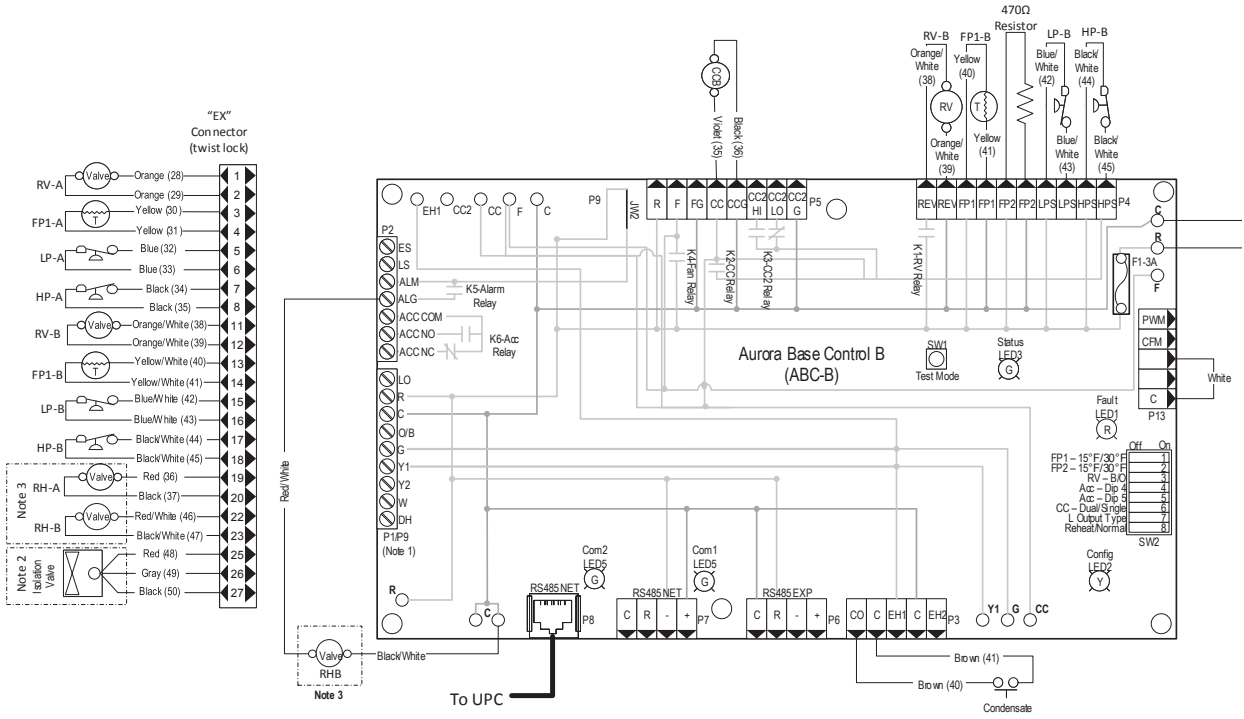 "EX"
Connector
(twist lock)
RV-A
Valve
Orange (28)
1
Orange (29)
2
FP1-A
T
Yellow (30)
3
Yellow (31)
4
LP-A
Blue (32)
5
Blue (33)
6
HP-A
Black (34)
7
Black (35)
8
RV-B
Valve
Orange/White (38)
11
Orange/White (39)
12
FP1-B
T
Yellow/White (40)
13
Yellow/White (41)
14
LP-B
Blue/White (42)
15
Blue/White (43)
16
HP-B
Black/White (44)
17
Black/White (45)
18
Note 3
RH-A
Valve
Red (36)
19
Black (37)
20
RH-B
Valve
Red/White (46)
22
Black/White (47)
23
Note 2
Isolation
Valve
Red (48)
25
Gray (49)
26
Black (50)
27
Red/White
Valve
RHB
Note 3
Black/White
CCB
Violet (35)
Black (36)
RV-B
Orange/
White
(38)
RV
Orange/
White
(39)
FP1-B
Yellow
(40)
T
Yellow
(41)
470Ω
Resistor
LP-B
Blue/
White
(42)
Blue/
White
(43)
HP-B
Black/
White
(44)
Black/
White
(45)
EH1
CC2
CC
F
C
P9
JW2
R
F
FG
CC
CCG
CC2
HI
CC2
LO
CC2
G
P5
REV
REV
FP1
FP1
FP2
FP2
LPS
LPS
HPS
HPS
P4
C
R
F1-3A
F
P2
ES
LS
ALM
ALG
ACC COM
ACC NO
ACC NC
K5-Alarm
Relay
K6-Acc
Relay
K4-Fan Relay
K2-CC Relay
K3-CC2 Relay
K1-RV Relay
Aurora Base Control B
(ABC-B)
SW1
Test Mode
Status
LED3
G
PWM
CFM
C
P13
White
Fault
LED1
R
Off
On
FP1 – 15°F/30°F
1
FP2 – 15°F/30°F
2
RV – B/O
3
Acc – Dip 4
4
Acc – Dip 5
5
CC – Dual/Single
6
L Output Type
7
Reheat/Normal
8
SW2
Config
LED2
Y
LO
R
C
O/B
G
Y1
Y2
W
DH
P1/P9
(Note 1)
R
C
Com2
LED5
G
RS485 NET
P8
To UPC
Com1
LED5
G
RS485 NET
C
R
-
+
P7
RS485 EXP
C
R
-
+
P6
CO
C
EH1
C
EH2
P3
Y1
G
CC
Brown (41)
Brown (40)
Condensate